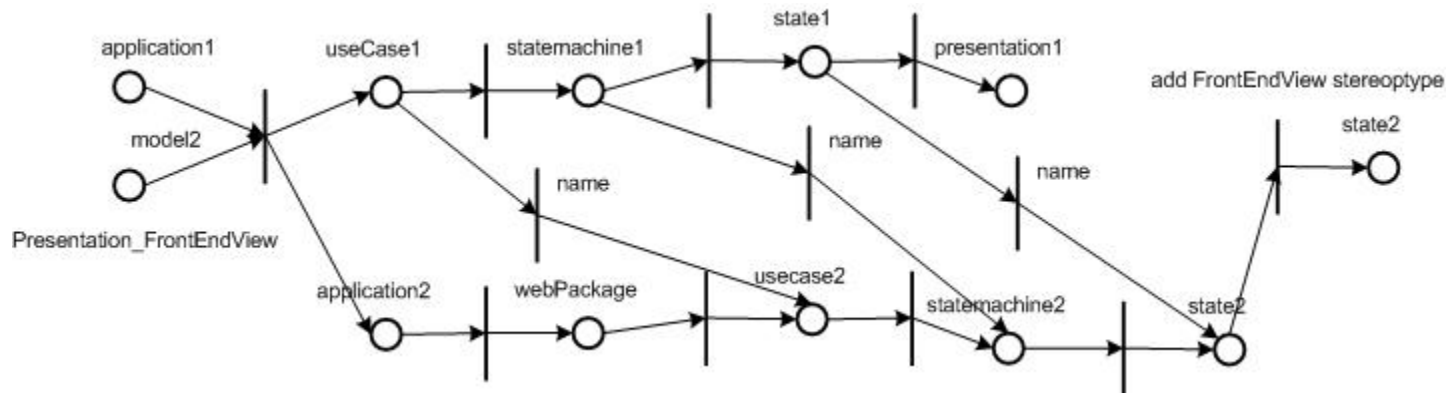 state1
application1
useCase1
statemachine1
presentation1
add FrontEndView stereoptype
model2
state2
name
name
name
Presentation_FrontEndView
application2
webPackage
usecase2
statemachine2
state2